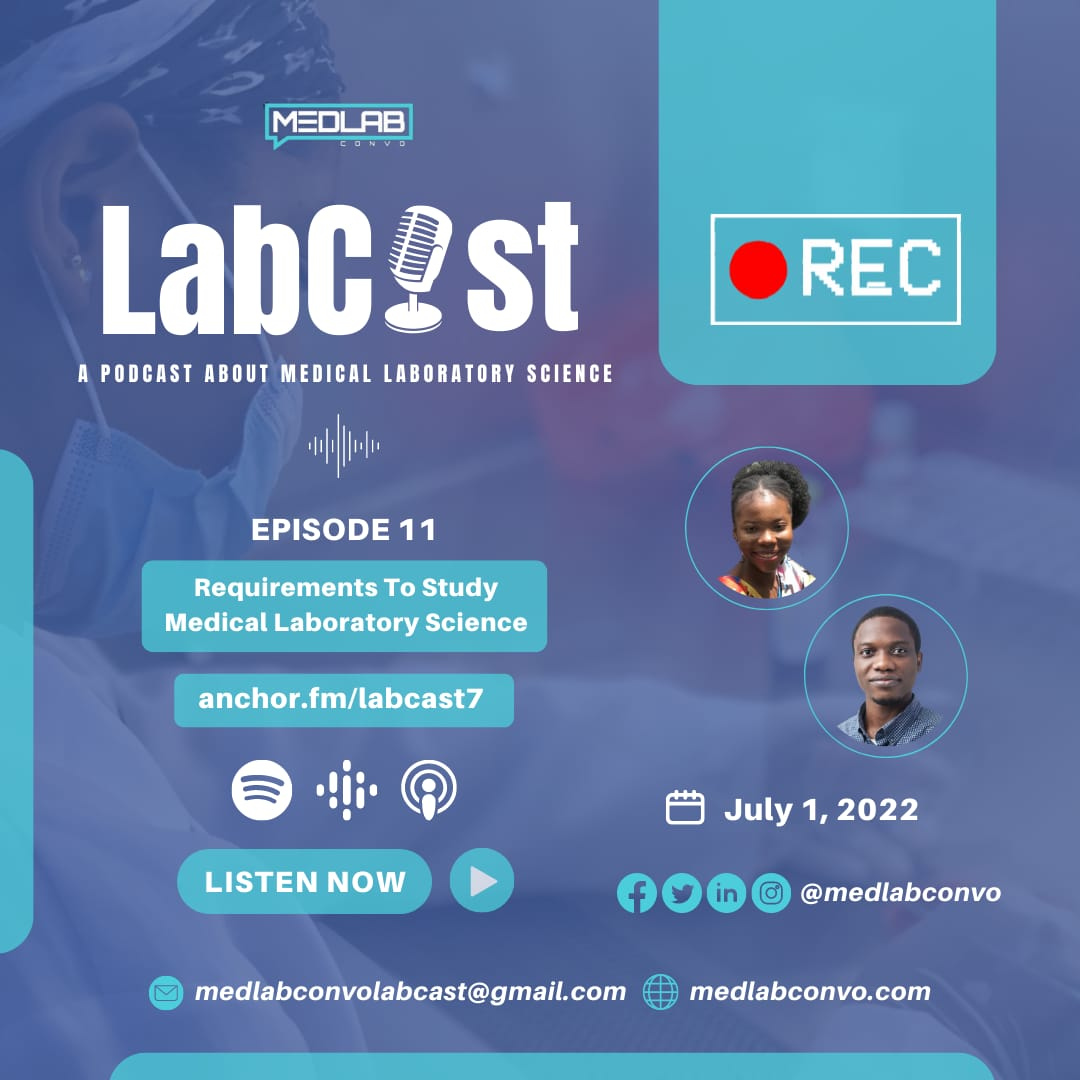 MEDLAB
CONVO
LabCast
A PODCAST ABOUT MEDICAL LABORATORY SCIENCE
REC
EPISODE 11
Requirements To Study
Medical Laboratory Science
anchor.fm/labcast7
LISTEN NOW
July 1, 2022
@medlabconvo
medlabconvolabcast@gmail.com
medlabconvo.com